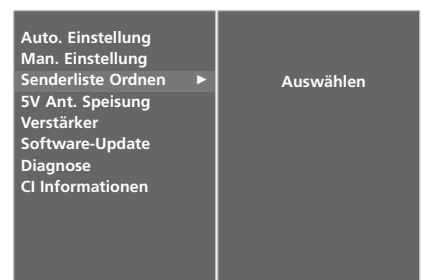 Auto. Einstellung
Man. Einstellung
Senderliste Ordnen ►
5V Ant. Speisung
Verstärker
Software-Update
Diagnose
CI Informationen
Auswählen